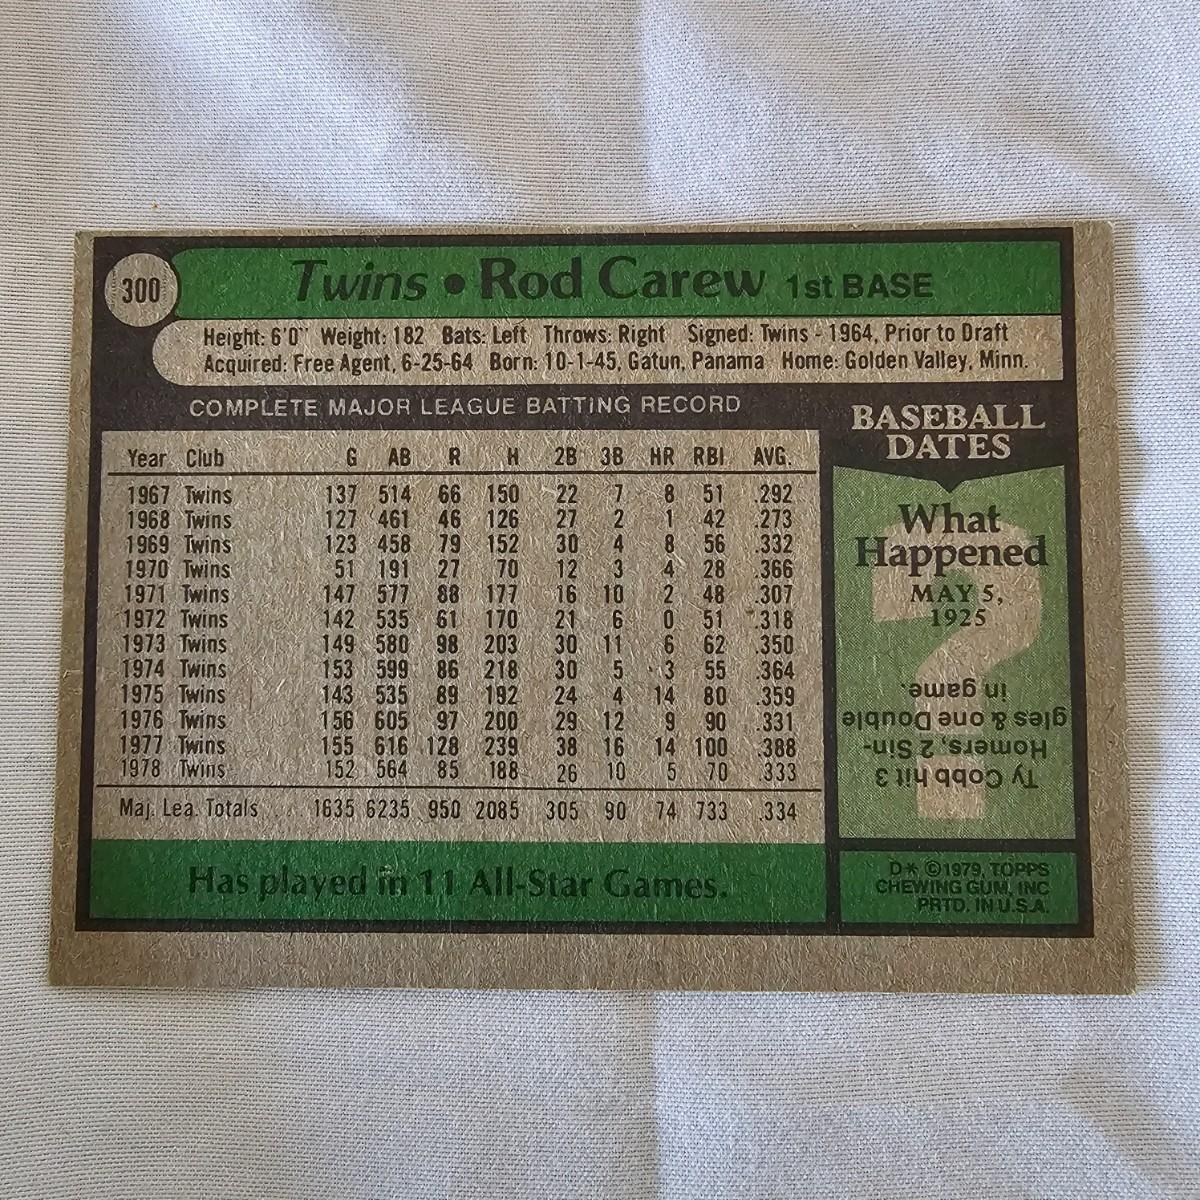 300
Twins • Rod Carew 1st BASE
Height: 6'0" Weight: 182 Bats: Left Throws: Right Signed: Twins - 1964, Prior to Draft
Acquired: Free Agent, 6-25-64 Born: 10-1-45, Gatun, Panama Home: Golden Valley, Minn.
COMPLETE MAJOR LEAGUE BATTING RECORD
Year Club G AB R H 2B 3B HR RBI AVG.
1967 Twins 137 514 66 150 22 7 8 51 .292
1968 Twins 127 461 46 126 27 2 1 42 .273
1969 Twins 123 458 79 152 30 4 8 56 .332
1970 Twins 51 191 27 70 12 3 4 28 .366
1971 Twins 147 577 88 177 16 10 2 48 .307
1972 Twins 142 535 61 170 21 6 0 51 .318
1973 Twins 149 580 98 203 30 11 6 62 .350
1974 Twins 153 599 86 218 30 5 3 55 .364
1975 Twins 143 535 89 192 24 4 14 80 .359
1976 Twins 156 605 97 200 29 12 9 90 .331
1977 Twins 155 616 128 239 38 16 14 100 .388
1978 Twins 152 564 85 188 26 10 5 70 .333
Maj. Lea. Totals 1635 6235 950 2085 305 90 74 733 .334
Has played in 11 All-Star Games.
BASEBALL
DATES
What
Happened
MAY 5,
1925
?
Ty Cobb hit 3
Homers, 2 Sin-
gles & one Double
in game.
D* ©1979, TOPPS
CHEWING GUM, INC
PRTD. IN U.S.A.